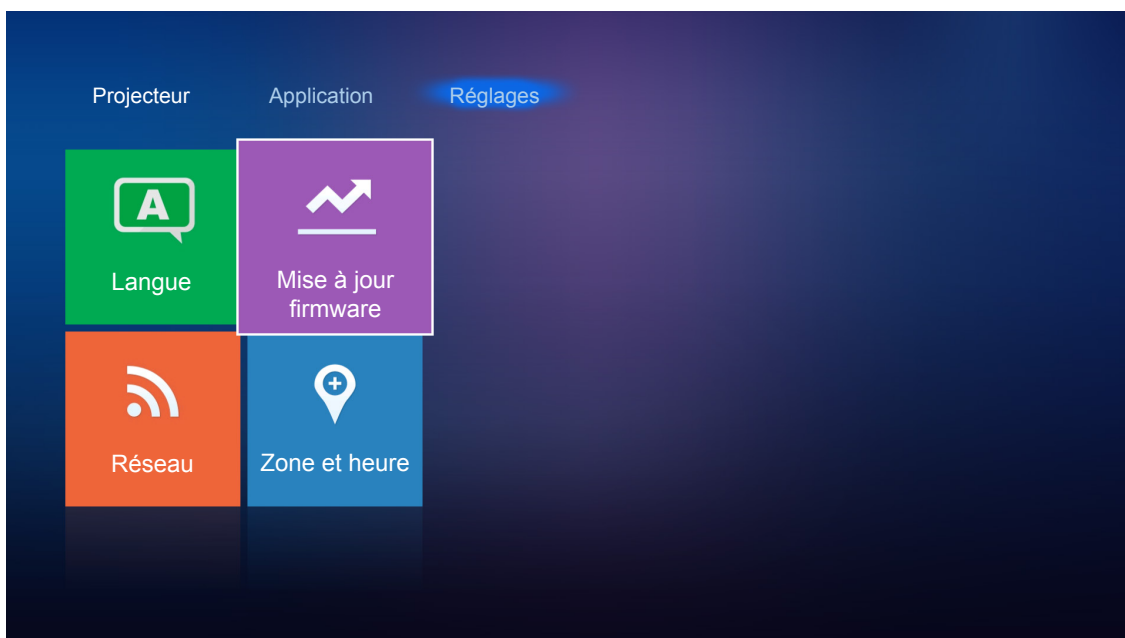 Projecteur
Application
Réglages
A
Langue
Mise à jour
firmware
Réseau
Zone et heure